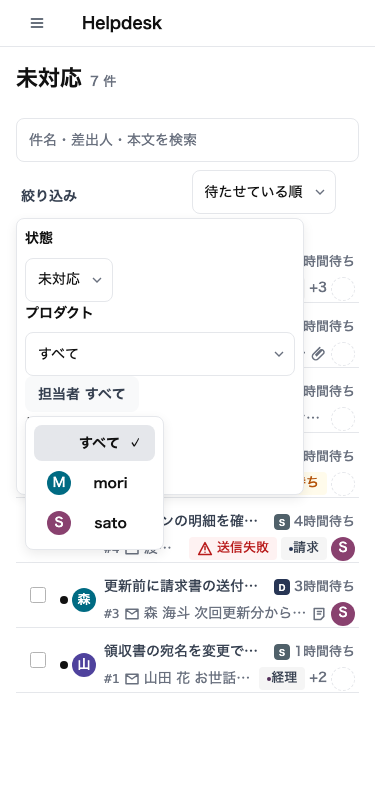 Helpdesk
未対応 7 件
件名・差出人・本文を検索
絞り込み
待たせている順
状態
時間待ち
未対応
+3
プロダクト
時間待ち
すべて
担当者 すべて
時間待ち
…
すべて ✓
時間待ち
M mori
待ち
S sato
ンの明細を確… S 4時間待ち
送信失敗 •請求 S
更新前に請求書の送付… D 3時間待ち
森
#3 森 海斗 次回更新分から… S
領収書の宛名を変更で… S 1時間待ち
山
#1 山田 花 お世話… •経理 +2